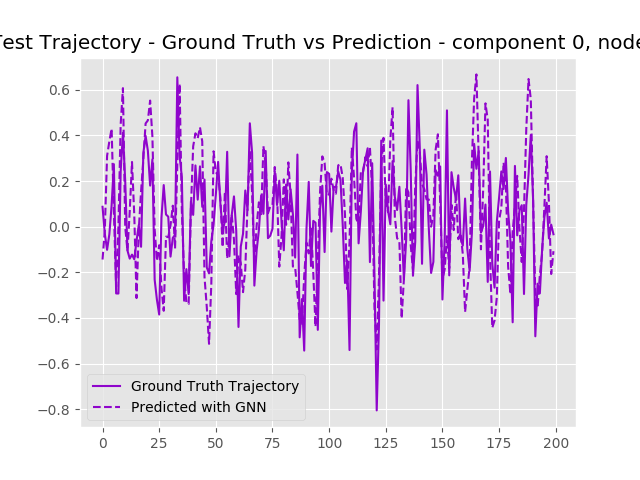 Test Trajectory - Ground Truth vs Prediction - component 0, node
0.6
0.4
0.2
0.0
−0.2
−0.4
−0.6
−0.8
Ground Truth Trajectory
Predicted with GNN
0 25 50 75 100 125 150 175 200